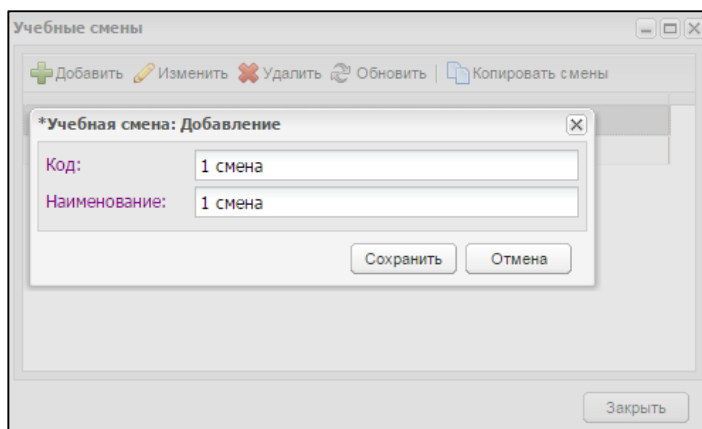 Учебные смены
Добавить Изменить Удалить Обновить Копировать смены
*Учебная смена: Добавление
Код: 1 смена
Наименование: 1 смена
Сохранить Отмена
Закрыть